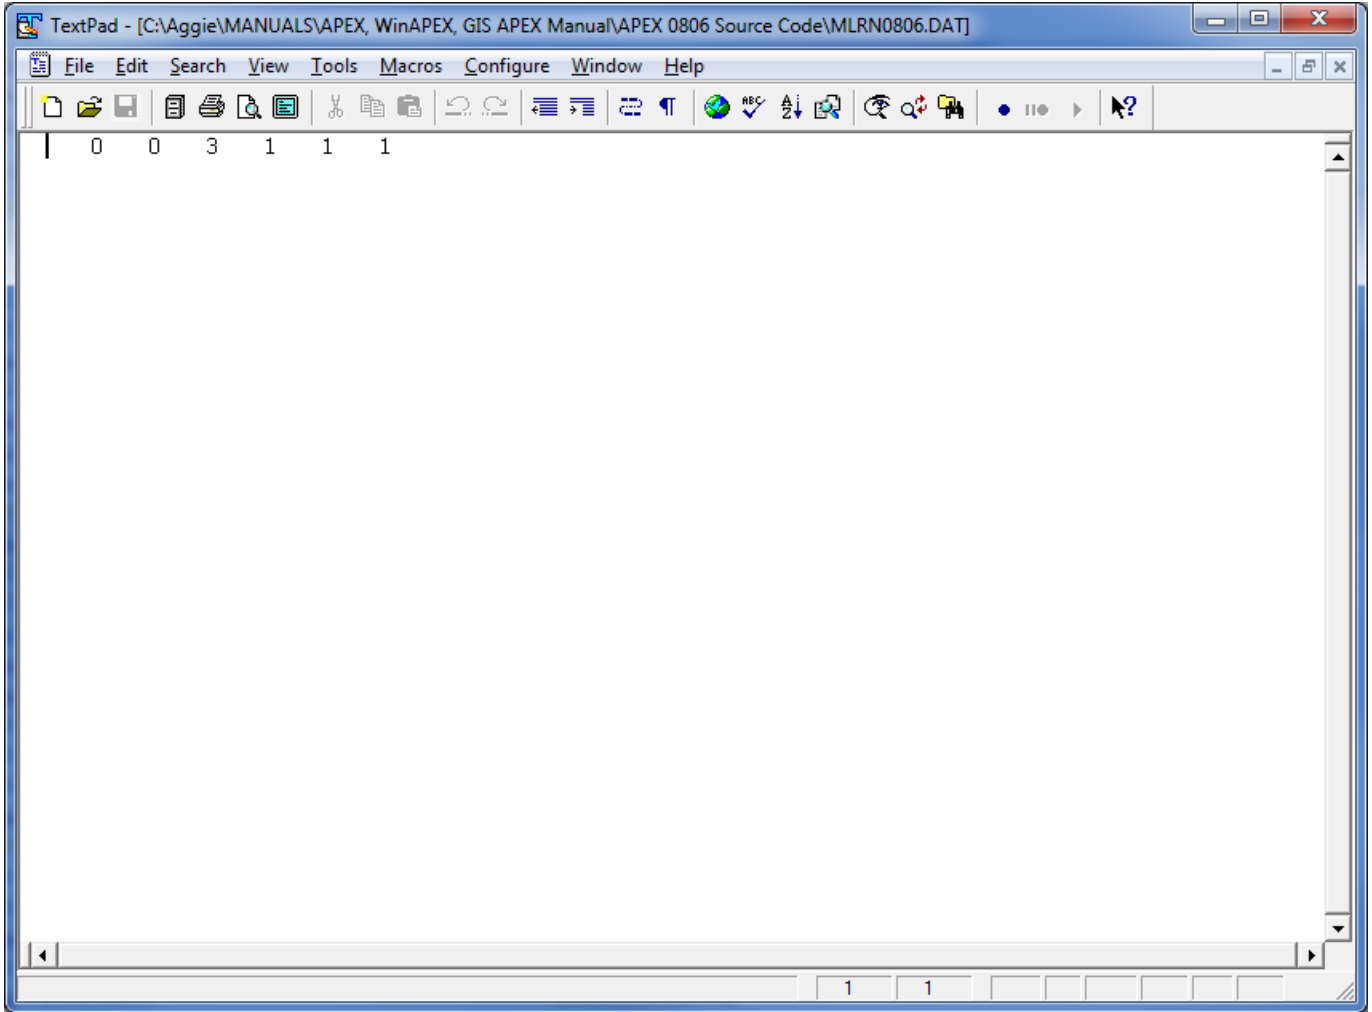 TextPad - [C:\Aggie\MANUALS\APEX, WinAPEX, GIS APEX Manual\APEX 0806 Source Code\MLRN0806.DAT]
File Edit Search View Tools Macros Configure Window Help
0 0 3 1 1 1
1 1